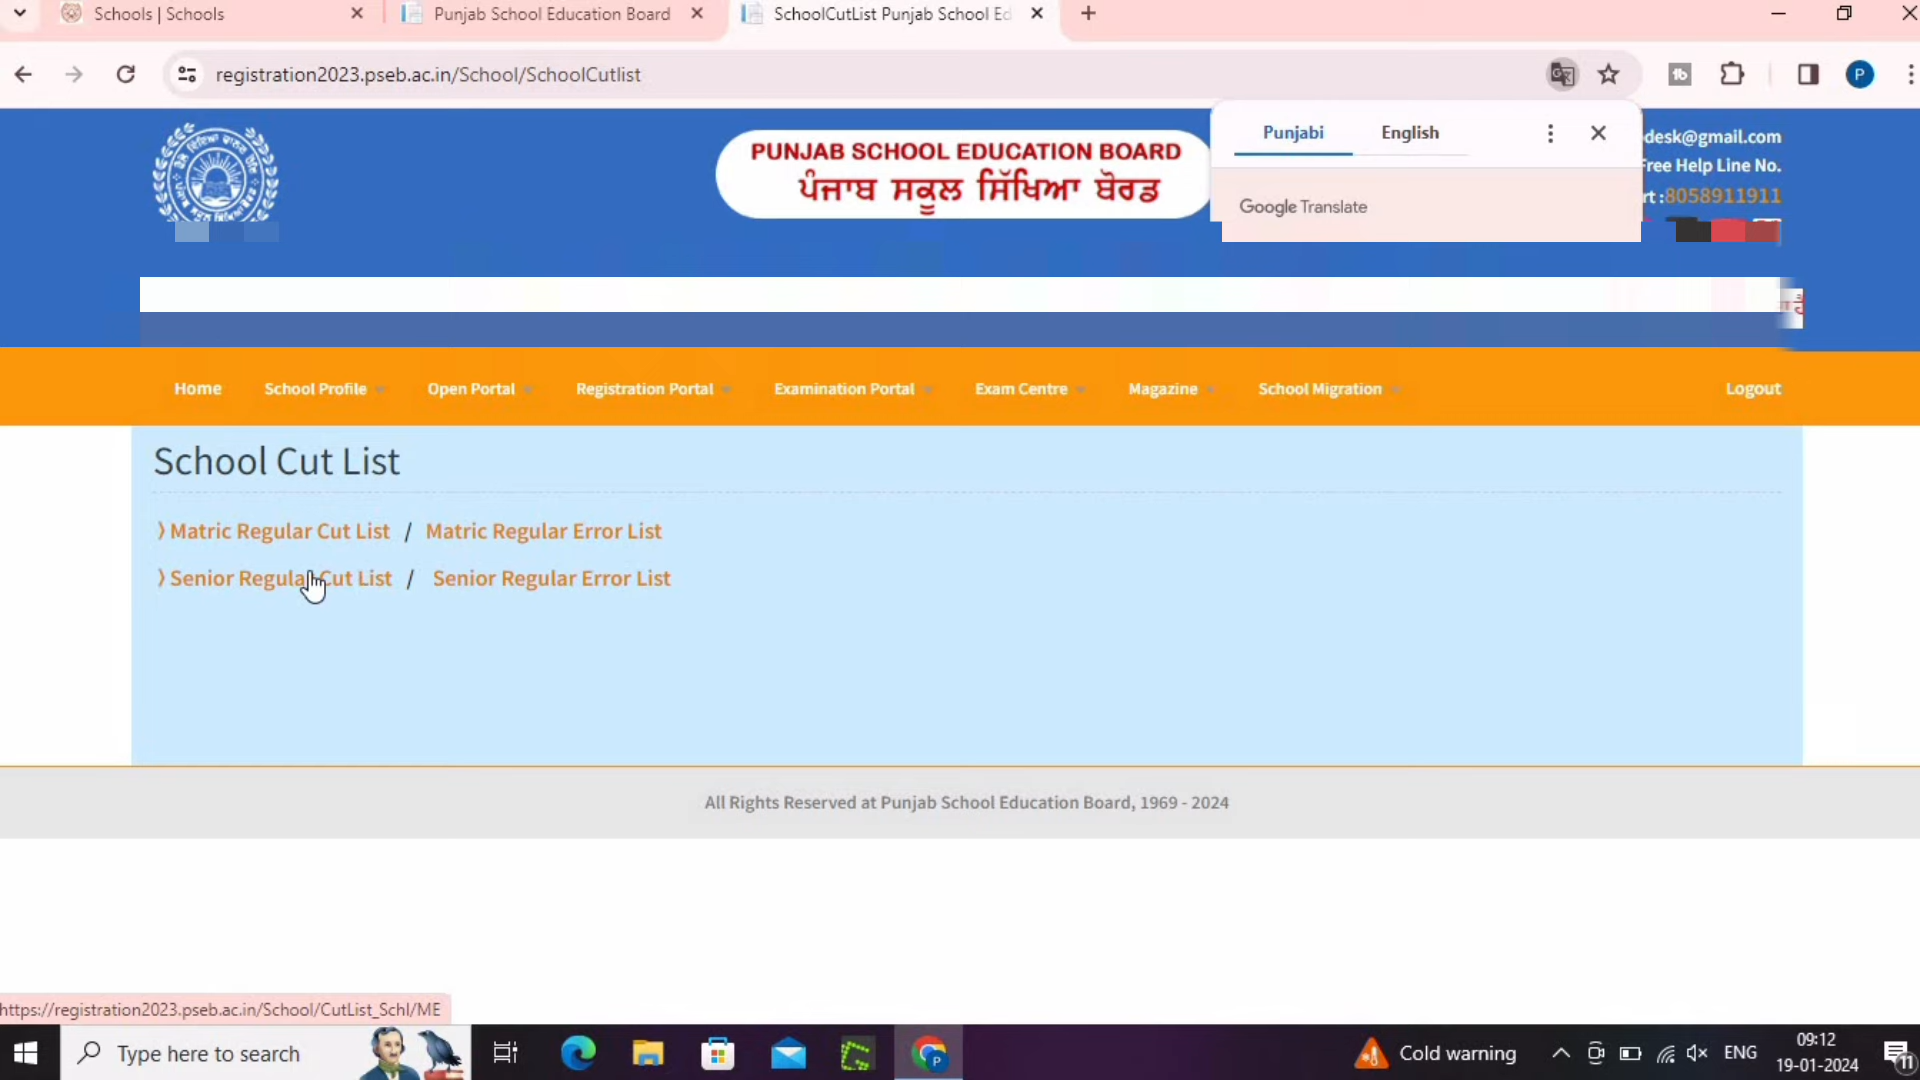 Schools | Schools
Punjab School Education Board
SchoolCutList Punjab School Ed
registration2023.pseb.ac.in/School/SchoolCutlist
P
PUNJAB SCHOOL EDUCATION BOARD
ਪੰਜਾਬ ਸਕੂਲ ਸਿੱਖਿਆ ਬੋਰਡ
Punjabi English
Google Translate
desk@gmail.com
Free Help Line No.
rt :8058911911
Home School Profile Open Portal Registration Portal Examination Portal Exam Centre Magazine School Migration Logout
School Cut List
⟩ Matric Regular Cut List / Matric Regular Error List
⟩ Senior Regular Cut List / Senior Regular Error List
All Rights Reserved at Punjab School Education Board, 1969 - 2024
https://registration2023.pseb.ac.in/School/CutList_Schl/ME
Type here to search
P
Cold warning
ENG
09:12
19-01-2024
11